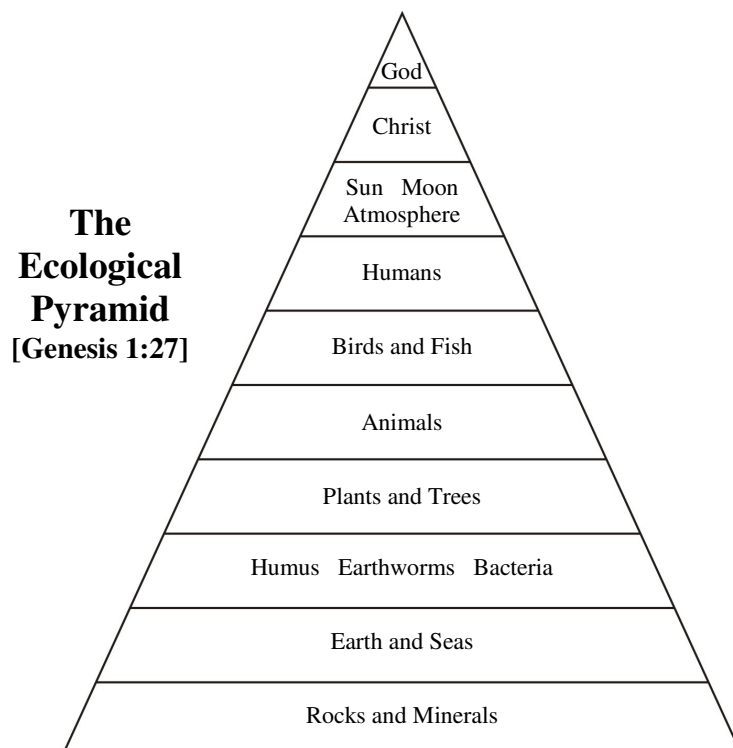 The
Ecological
Pyramid
[Genesis 1:27]
God
Christ
Sun Moon
Atmosphere
Humans
Birds and Fish
Animals
Plants and Trees
Humus Earthworms Bacteria
Earth and Seas
Rocks and Minerals